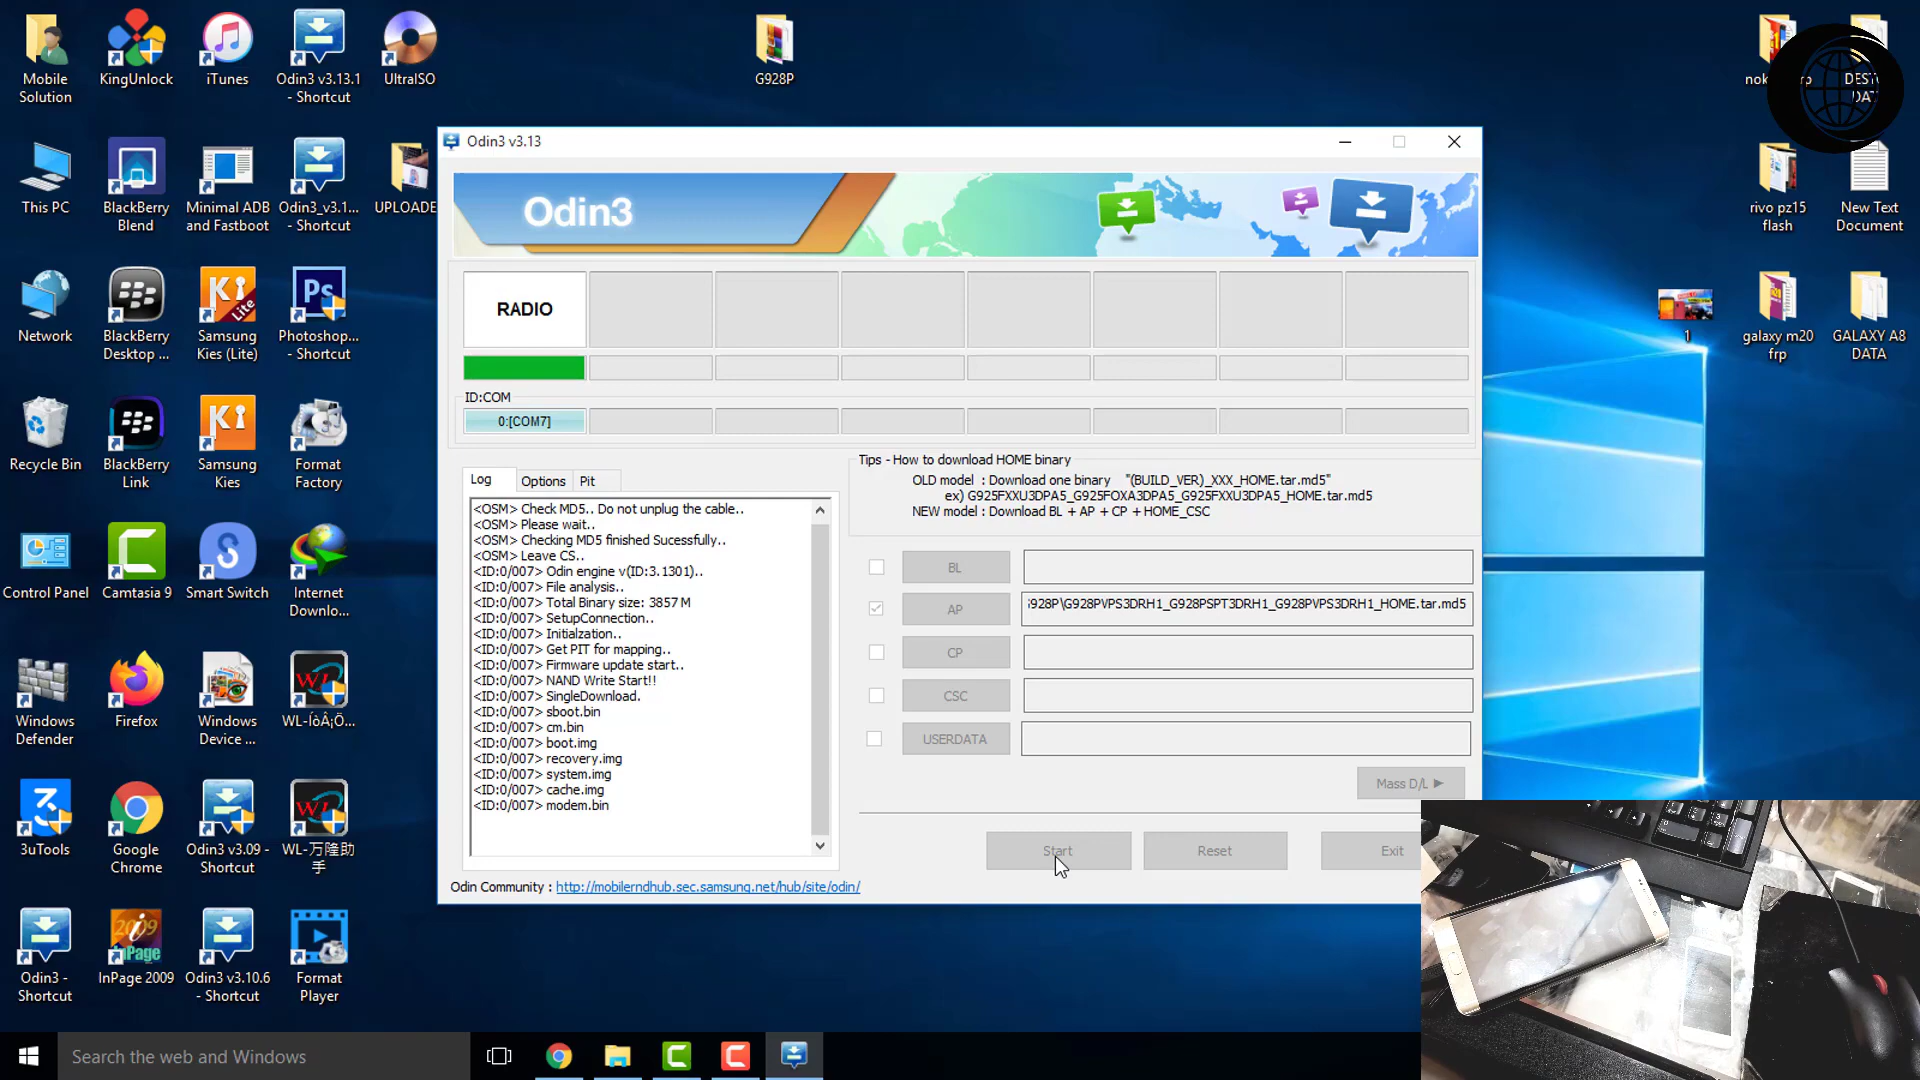 Mobile
Solution
KingUnlock
iTunes
Odin3 v3.13.1
- Shortcut
UltraISO
G928P
This PC
BlackBerry
Blend
Minimal ADB
and Fastboot
Odin3_v3.1...
- Shortcut
UPLOADE
rivo pz15
flash
New Text
Document
Network
BlackBerry
Desktop ...
Samsung
Kies (Lite)
Photoshop...
- Shortcut
1
galaxy m20
frp
GALAXY A8
DATA
Recycle Bin
BlackBerry
Link
Samsung
Kies
Format
Factory
Control Panel
Camtasia 9
Smart Switch
Internet
Downlo...
Windows
Defender
Firefox
Windows
Device ...
WL-ÍòÂ¡Ö...
3uTools
Google
Chrome
Odin3 v3.09 -
Shortcut
WL-万隆助
手
Odin3 -
Shortcut
InPage 2009
Odin3 v3.10.6
- Shortcut
Format
Player
Odin3 v3.13
Odin3
RADIO
ID:COM
0:[COM7]
Log
Options
Pit
<OSM> Check MD5.. Do not unplug the cable..
<OSM> Please wait..
<OSM> Checking MD5 finished Sucessfully..
<OSM> Leave CS..
<ID:0/007> Odin engine v(ID:3.1301)..
<ID:0/007> File analysis..
<ID:0/007> Total Binary size: 3857 M
<ID:0/007> SetupConnection..
<ID:0/007> Initialzation..
<ID:0/007> Get PIT for mapping..
<ID:0/007> Firmware update start..
<ID:0/007> NAND Write Start!!
<ID:0/007> SingleDownload.
<ID:0/007> sboot.bin
<ID:0/007> cm.bin
<ID:0/007> boot.img
<ID:0/007> recovery.img
<ID:0/007> system.img
<ID:0/007> cache.img
<ID:0/007> modem.bin
Tips - How to download HOME binary
OLD model : Download one binary "(BUILD_VER)_XXX_HOME.tar.md5"
ex) G925FXXU3DPA5_G925FOXA3DPA5_G925FXXU3DPA5_HOME.tar.md5
NEW model : Download BL + AP + CP + HOME_CSC
BL
AP
928P\G928PVPS3DRH1_G928PSPT3DRH1_G928PVPS3DRH1_HOME.tar.md5
CP
CSC
USERDATA
Mass D/L
Start
Reset
Exit
Odin Community : http://mobilerndhub.sec.samsung.net/hub/site/odin/
Search the web and Windows